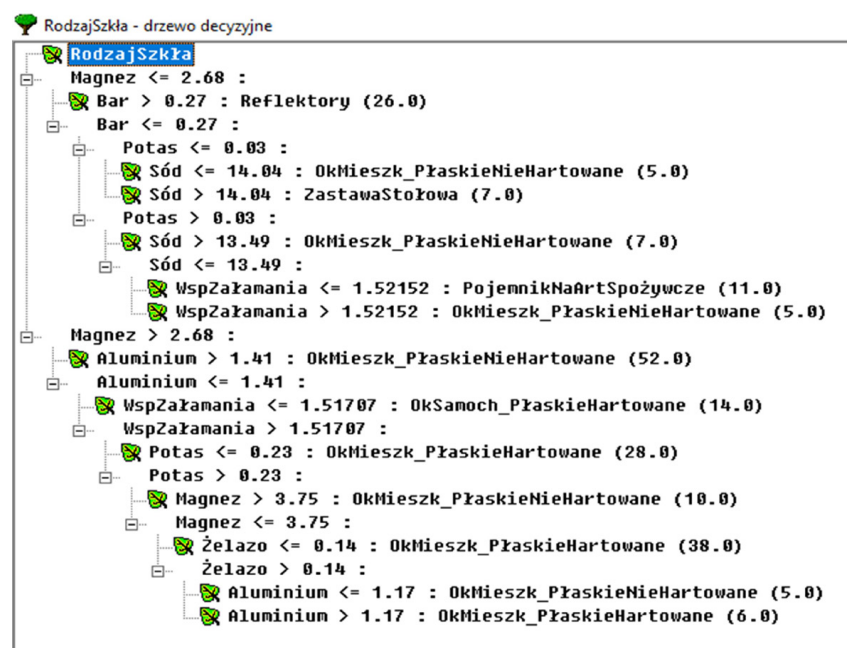 RodzajSzkła - drzewo decyzyjne
RodzajSzkła
Magnez <= 2.68 :
Bar > 0.27 : Reflektory (26.0)
Bar <= 0.27 :
Potas <= 0.03 :
Sód <= 14.04 : OkMieszk_PłaskieNieHartowane (5.0)
Sód > 14.04 : ZastawaStołowa (7.0)
Potas > 0.03 :
Sód > 13.49 : OkMieszk_PłaskieNieHartowane (7.0)
Sód <= 13.49 :
WspZałamania <= 1.52152 : PojemnikNaArtSpożywcze (11.0)
WspZałamania > 1.52152 : OkMieszk_PłaskieNieHartowane (5.0)
Magnez > 2.68 :
Aluminium > 1.41 : OkMieszk_PłaskieNieHartowane (52.0)
Aluminium <= 1.41 :
WspZałamania <= 1.51707 : OkSamoch_PłaskieHartowane (14.0)
WspZałamania > 1.51707 :
Potas <= 0.23 : OkMieszk_PłaskieHartowane (28.0)
Potas > 0.23 :
Magnez > 3.75 : OkMieszk_PłaskieNieHartowane (10.0)
Magnez <= 3.75 :
Żelazo <= 0.14 : OkMieszk_PłaskieHartowane (38.0)
Żelazo > 0.14 :
Aluminium <= 1.17 : OkMieszk_PłaskieNieHartowane (5.0)
Aluminium > 1.17 : OkMieszk_PłaskieHartowane (6.0)